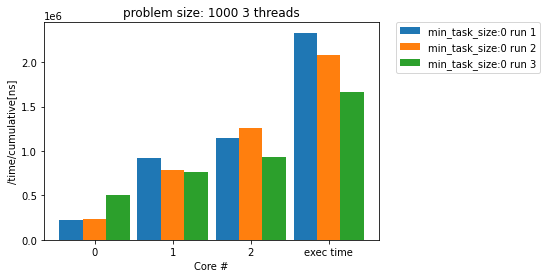 problem size: 1000 3 threads
1e6
2.0
1.5
1.0
0.5
0.0
/time/cumulative[ns]
0 1 2 exec time
Core #
min_task_size:0 run 1
min_task_size:0 run 2
min_task_size:0 run 3